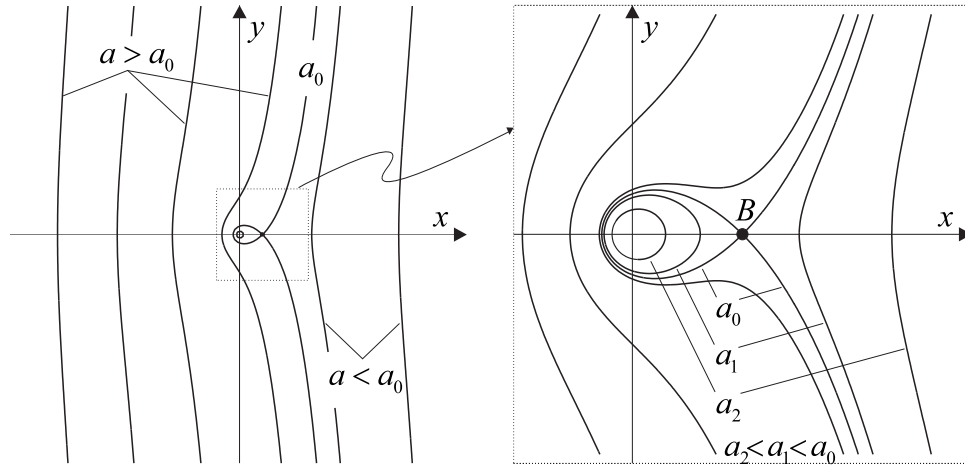 y
a > a₀
a₀
x
a < a₀
y
B
x
a₀
a₁
a₂
a₂<a₁<a₀